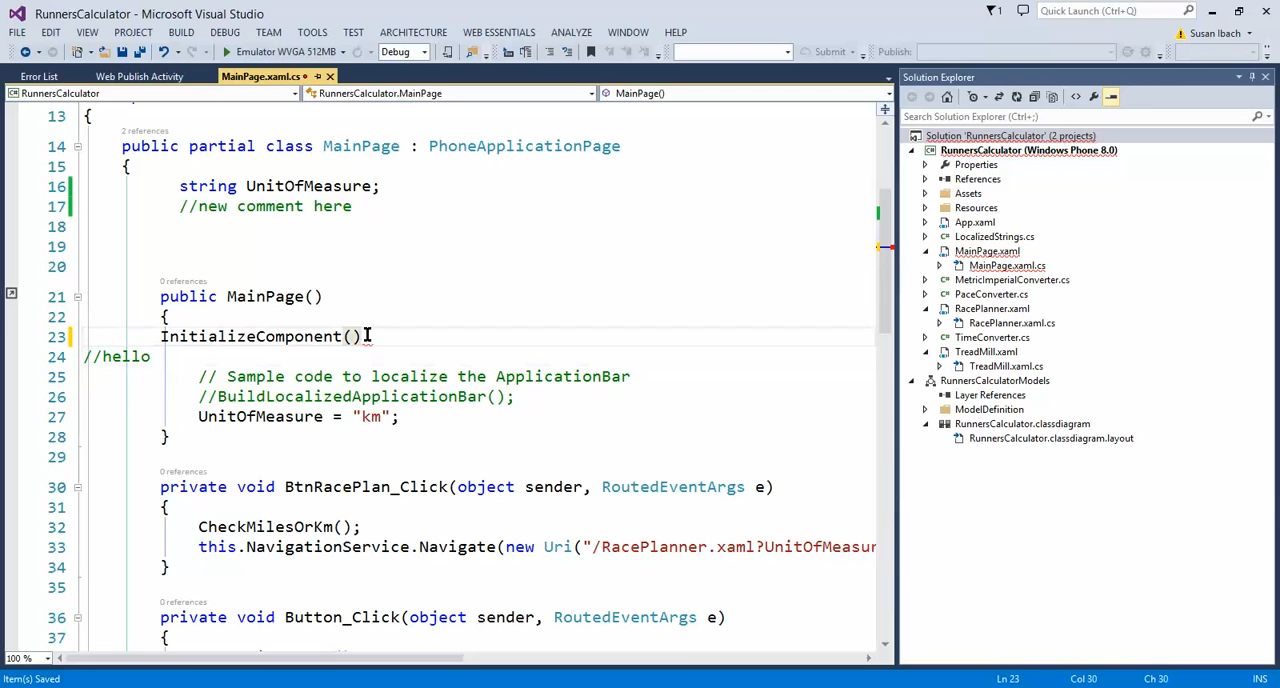 RunnersCalculator - Microsoft Visual Studio
1
Quick Launch (Ctrl+Q)
FILE EDIT VIEW PROJECT BUILD DEBUG TEAM TOOLS TEST ARCHITECTURE WEB ESSENTIALS ANALYZE WINDOW HELP
Susan Ibach
Emulator WVGA 512MB
Debug
Submit
Publish:
Error List Web Publish Activity MainPage.xaml.cs
RunnersCalculator RunnersCalculator.MainPage MainPage()
13 {
2 references
14 public partial class MainPage : PhoneApplicationPage
15 {
16 string UnitOfMeasure;
17 //new comment here
18
19
20
0 references
21 public MainPage()
22 {
23 InitializeComponent()
24 //hello
25 // Sample code to localize the ApplicationBar
26 //BuildLocalizedApplicationBar();
27 UnitOfMeasure = "km";
28 }
29
0 references
30 private void BtnRacePlan_Click(object sender, RoutedEventArgs e)
31 {
32 CheckMilesOrKm();
33 this.NavigationService.Navigate(new Uri("/RacePlanner.xaml?UnitOfMeasur
34 }
35
0 references
36 private void Button_Click(object sender, RoutedEventArgs e)
37 {
100 %
Solution Explorer
Search Solution Explorer (Ctrl+;)
Solution 'RunnersCalculator' (2 projects)
RunnersCalculator (Windows Phone 8.0)
Properties
References
Assets
Resources
App.xaml
LocalizedStrings.cs
MainPage.xaml
MainPage.xaml.cs
MetricImperialConverter.cs
PaceConverter.cs
RacePlanner.xaml
RacePlanner.xaml.cs
TimeConverter.cs
TreadMill.xaml
TreadMill.xaml.cs
RunnersCalculatorModels
Layer References
ModelDefinition
RunnersCalculator.classdiagram
RunnersCalculator.classdiagram.layout
Item(s) Saved
Ln 23 Col 30 Ch 30 INS